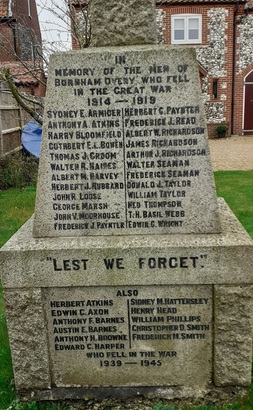 IN
MEMORY OF THE MEN OF
BURNHAM OVERY WHO FELL
IN THE GREAT WAR
1914 – 1919
SYDNEY E. ARMIGER HERBERT C. PAYNTER
ANTHONY A. ATKINS FREDERICK J. READ
HARRY BLOOMFIELD ALBERT W. RICHARDSON
CUTHBERT E.L. BOWEN JAMES RICHARDSON
THOMAS J. GROOM ARTHUR J. RICHARDSON
WALTER R. HAINES WALTER SEAMAN
ALBERT M. HARVEY FREDERICK SEAMAN
HERBERT J. HUBBARD DONALD J. TAYLOR
JOHN R. LOOSE WILLIAM TAYLOR
GEORGE MARSH NED THOMPSON
JOHN V. MOORHOUSE T.H. BASIL WEBB
FREDERICK J. PAYNTER EDWIN G. WRIGHT
"LEST WE FORGET"
ALSO
HERBERT ATKINS SIDNEY M. HATTERSLEY
EDWIN C. AXON HENRY HEAD
ANTHONY F. BARNES WILLIAM PHILLIPS
AUSTIN E. BARNES CHRISTOPHER D. SMITH
ANTHONY H. BROWNE FREDERICK M. SMITH
EDWARD C. HARPER
WHO FELL IN THE WAR
1939 – 1945